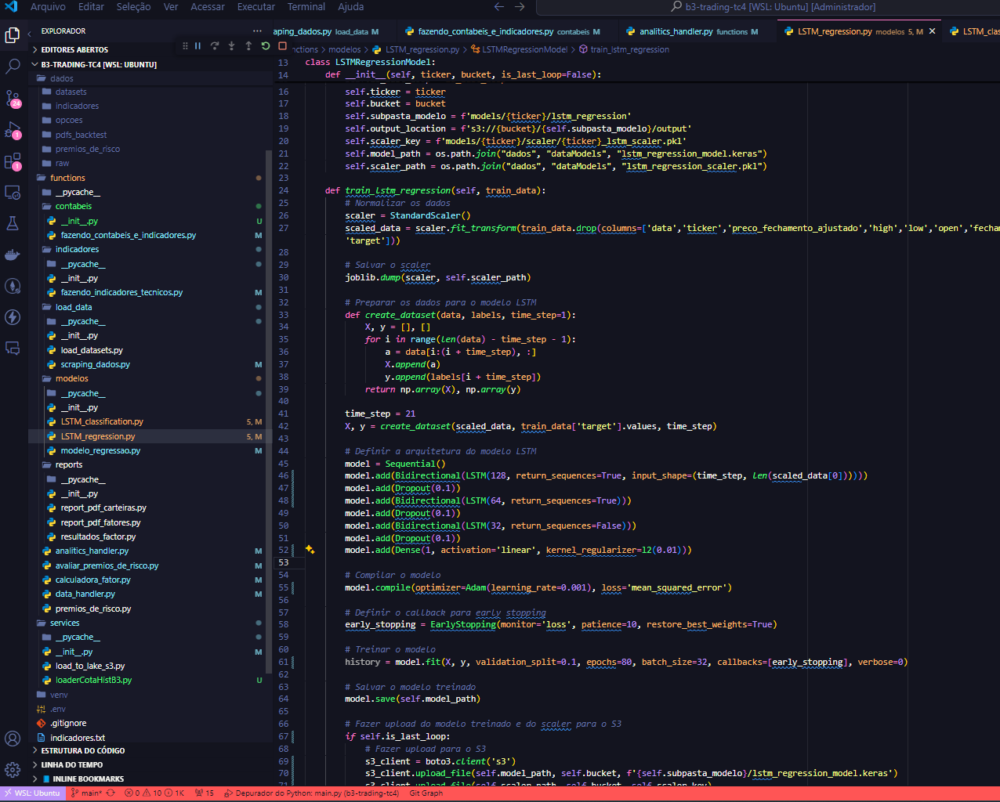 Arquivo Editar Seleção Ver Acessar Executar Terminal Ajuda
b3-trading-tc4 [WSL: Ubuntu] [Administrador]
EXPLORADOR
EDITORES ABERTOS
B3-TRADING-TC4 [WSL: UBUNTU]
dados
datasets
indicadores
opcoes
pdfs_backtest
premios_de_risco
raw
functions
__pycache__
contabeis
__init__.py U
fazendo_contabeis_e_indicadores.py M
indicadores
__pycache__
__init__.py
fazendo_indicadores_tecnicos.py M
load_data
__pycache__
__init__.py
load_datasets.py
scraping_dados.py M
modelos
__pycache__
__init__.py
LSTM_classification.py 5, M
LSTM_regression.py 5, M
modelo_regressao.py M
reports
__pycache__
__init__.py
report_pdf_carteiras.py
report_pdf_fatores.py
resultados_factor.py
analitics_handler.py M
avaliar_premios_de_risco.py M
calculadora_fator.py M
data_handler.py M
premios_de_risco.py
services
__pycache__
__init__.py M
load_to_lake_s3.py
loaderCotaHistB3.py U
venv
.env
.gitignore
indicadores.txt
ESTRUTURA DO CÓDIGO
LINHA DO TEMPO
INLINE BOOKMARKS
aping_dados.py load_data M
fazendo_contabeis_e_indicadores.py contabeis M
analitics_handler.py functions M
LSTM_regression.py modelos 5, M
LSTM_clas
nctions > modelos > LSTM_regression.py > LSTMRegressionModel > train_lstm_regression
13 class LSTMRegressionModel:
14 def __init__(self, ticker, bucket, is_last_loop=False):
16 self.ticker = ticker
17 self.bucket = bucket
18 self.subpasta_modelo = f'models/{ticker}/lstm_regression'
19 self.output_location = f's3://{bucket}/{self.subpasta_modelo}/output'
20 self.scaler_key = f'models/{ticker}/scaler/{ticker}_lstm_scaler.pkl'
21 self.model_path = os.path.join("dados", "dataModels", "lstm_regression_model.keras")
22 self.scaler_path = os.path.join("dados", "dataModels", "lstm_regression_scaler.pkl")
23
24 def train_lstm_regression(self, train_data):
25 # Normalizar os dados
26 scaler = StandardScaler()
27 scaled_data = scaler.fit_transform(train_data.drop(columns=['data','ticker','preco_fechamento_ajustado','high','low','open','fecham
'target']))
28
29 # Salvar o scaler
30 joblib.dump(scaler, self.scaler_path)
31
32 # Preparar os dados para o modelo LSTM
33 def create_dataset(data, labels, time_step=1):
34 X, y = [], []
35 for i in range(len(data) - time_step - 1):
36 a = data[i:(i + time_step), :]
37 X.append(a)
38 y.append(labels[i + time_step])
39 return np.array(X), np.array(y)
40
41 time_step = 21
42 X, y = create_dataset(scaled_data, train_data['target'].values, time_step)
43
44 # Definir a arquitetura do modelo LSTM
45 model = Sequential()
46 model.add(Bidirectional(LSTM(128, return_sequences=True, input_shape=(time_step, len(scaled_data[0])))))
47 model.add(Dropout(0.1))
48 model.add(Bidirectional(LSTM(64, return_sequences=True)))
49 model.add(Dropout(0.1))
50 model.add(Bidirectional(LSTM(32, return_sequences=False)))
51 model.add(Dropout(0.1))
52 model.add(Dense(1, activation='linear', kernel_regularizer=l2(0.01)))
53
54 # Compilar o modelo
55 model.compile(optimizer=Adam(learning_rate=0.001), loss='mean_squared_error')
56
57 # Definir o callback para early stopping
58 early_stopping = EarlyStopping(monitor='loss', patience=10, restore_best_weights=True)
59
60 # Treinar o modelo
61 history = model.fit(X, y, validation_split=0.1, epochs=80, batch_size=32, callbacks=[early_stopping], verbose=0)
62
63 # Salvar o modelo treinado
64 model.save(self.model_path)
65
66 # Fazer upload do modelo treinado e do scaler para o S3
67 if self.is_last_loop:
68 # Fazer upload para o S3
69 s3_client = boto3.client('s3')
70 s3_client.upload_file(self.model_path, self.bucket, f'{self.subpasta_modelo}/lstm_regression_model.keras')
71 s3_client.upload_file(self.scaler_path, self.bucket, self.scaler_key)
24
1
1
WSL: Ubuntu main* 0 10 1K 15 Depurador do Python: main.py (b3-trading-tc4) Git Graph